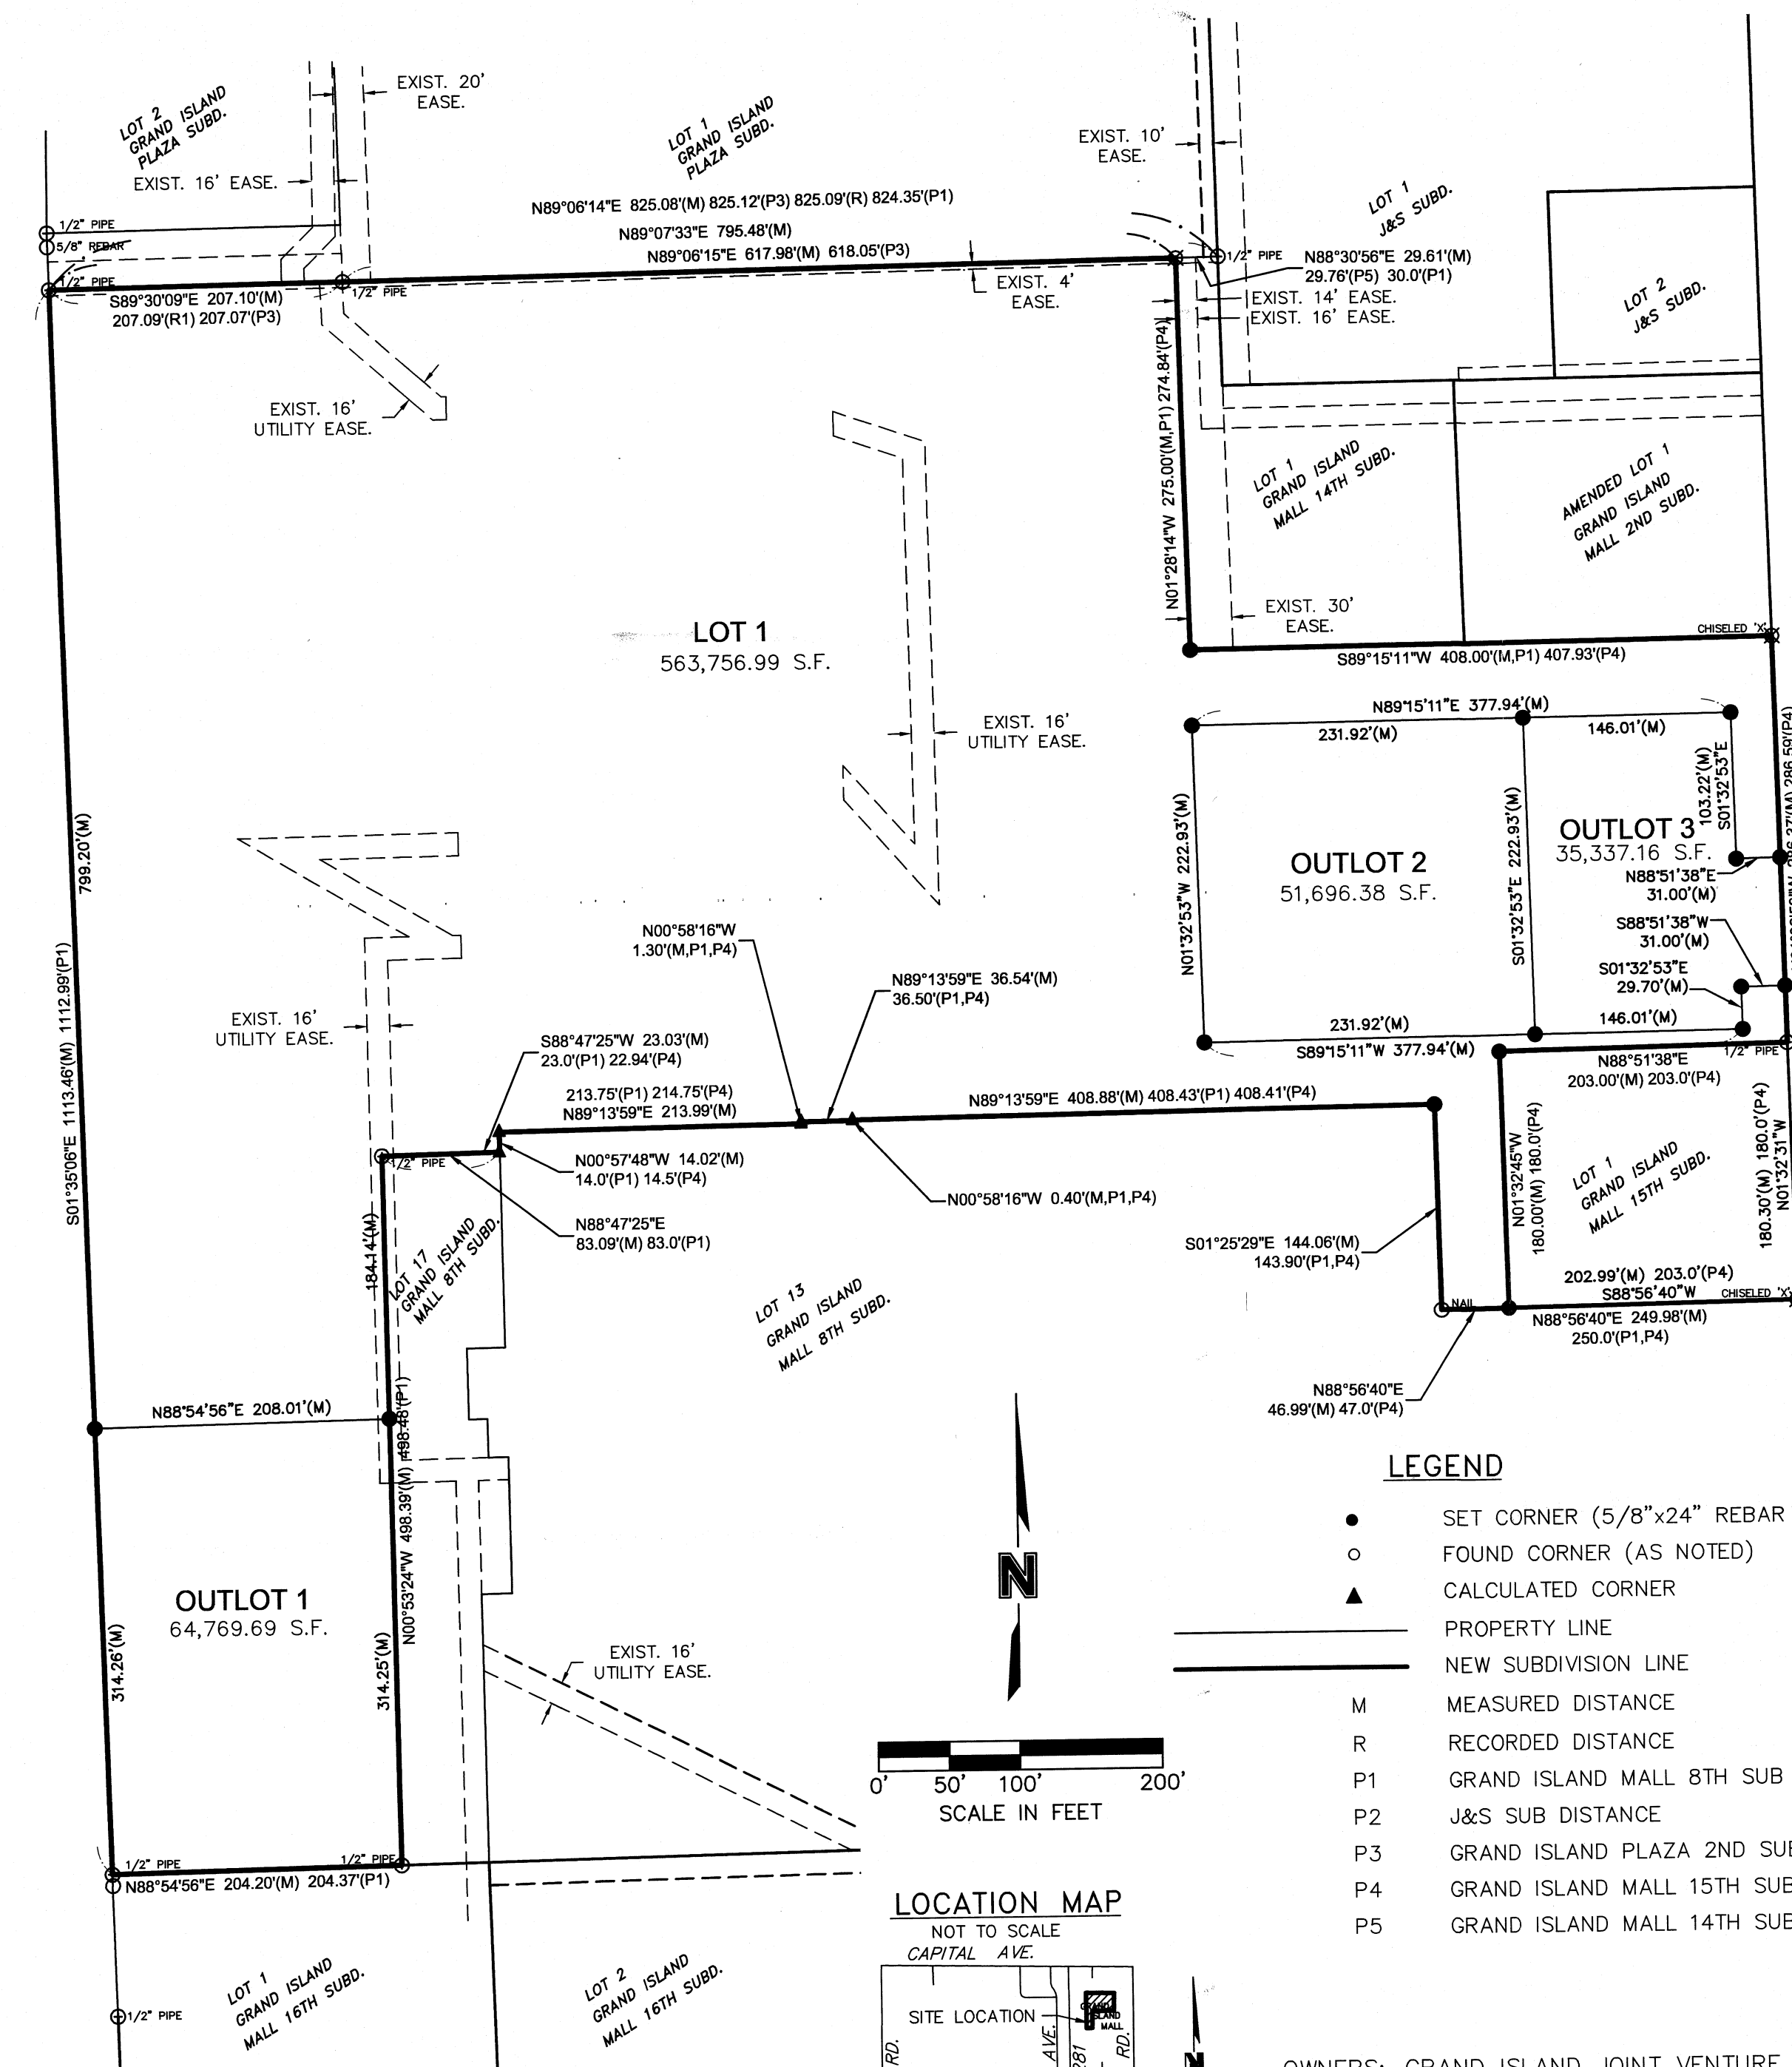 LOT 2
GRAND ISLAND
PLAZA SUBD.
EXIST. 20'
EASE.
LOT 1
GRAND ISLAND
PLAZA SUBD.
EXIST. 10'
EASE.
LOT 1
J&S SUBD.
EXIST. 16' EASE.
1/2" PIPE
5/8" REBAR
1/2" PIPE
N89°06'14"E 825.08'(M) 825.12'(P3) 825.09'(R) 824.35'(P1)
N89°07'33"E 795.48'(M)
N89°06'15"E 617.98'(M) 618.05'(P3)
S89°30'09"E 207.10'(M)
207.09'(R1) 207.07'(P3)
1/2" PIPE
EXIST. 4'
EASE.
1/2" PIPE
N88°30'56"E 29.61'(M)
29.76'(P5) 30.0'(P1)
EXIST. 14' EASE.
EXIST. 16' EASE.
LOT 2
J&S SUBD.
EXIST. 16'
UTILITY EASE.
N01°28'14"W 275.00'(M,P1) 274.84'(P4)
LOT 1
GRAND ISLAND
MALL 14TH SUBD.
AMENDED LOT 1
GRAND ISLAND
MALL 2ND SUBD.
EXIST. 30'
EASE.
CHISELED 'X'
S89°15'11"W 408.00'(M,P1) 407.93'(P4)
LOT 1
563,756.99 S.F.
EXIST. 16'
UTILITY EASE.
N89°15'11"E 377.94'(M)
231.92'(M)
146.01'(M)
103.22'(M)
S01°32'53"E
N01°32'53"W 222.93'(M)
S01°32'53"E 222.93'(M)
OUTLOT 2
51,696.38 S.F.
OUTLOT 3
35,337.16 S.F.
N88°51'38"E
31.00'(M)
S88°51'38"W
31.00'(M)
S01°32'53"E
29.70'(M)
286.59'(P4)
231.92'(M)
146.01'(M)
S89°15'11"W 377.94'(M)
1/2" PIPE
N88°51'38"E
203.00'(M) 203.0'(P4)
799.20'(M)
S01°35'06"E 1113.46'(M) 1112.99'(P1)
EXIST. 16'
UTILITY EASE.
N00°58'16"W
1.30'(M,P1,P4)
N89°13'59"E 36.54'(M)
36.50'(P1,P4)
S88°47'25"W 23.03'(M)
23.0'(P1) 22.94'(P4)
213.75'(P1) 214.75'(P4)
N89°13'59"E 213.99'(M)
N89°13'59"E 408.88'(M) 408.43'(P1) 408.41'(P4)
1/2" PIPE
N00°57'48"W 14.02'(M)
14.0'(P1) 14.5'(P4)
N00°58'16"W 0.40'(M,P1,P4)
N88°47'25"E
83.09'(M) 83.0'(P1)
184.14'(M)
LOT 17
GRAND ISLAND
MALL 8TH SUBD.
LOT 13
GRAND ISLAND
MALL 8TH SUBD.
S01°25'29"E 144.06'(M)
143.90'(P1,P4)
N01°32'45"W
180.00'(M) 180.0'(P4)
LOT 1
GRAND ISLAND
MALL 15TH SUBD.
180.30'(M) 180.0'(P4)
N01°32'31"W
202.99'(M) 203.0'(P4)
S88°56'40"W
CHISELED 'X'
NAIL
N88°56'40"E 249.98'(M)
250.0'(P1,P4)
N88°56'40"E
46.99'(M) 47.0'(P4)
N88°54'56"E 208.01'(M)
N00°53'24"W 498.39'(M) 498.48'(P1)
OUTLOT 1
64,769.69 S.F.
314.26'(M)
314.25'(M)
EXIST. 16'
UTILITY EASE.
1/2" PIPE
1/2" PIPE
N88°54'56"E 204.20'(M) 204.37'(P1)
N
0' 50' 100' 200'
SCALE IN FEET
LEGEND
SET CORNER (5/8"x24" REBAR
FOUND CORNER (AS NOTED)
CALCULATED CORNER
PROPERTY LINE
NEW SUBDIVISION LINE
M MEASURED DISTANCE
R RECORDED DISTANCE
P1 GRAND ISLAND MALL 8TH SUB
P2 J&S SUB DISTANCE
P3 GRAND ISLAND PLAZA 2ND SUB
P4 GRAND ISLAND MALL 15TH SUB
P5 GRAND ISLAND MALL 14TH SUB
LOT 1
GRAND ISLAND
MALL 16TH SUBD.
1/2" PIPE
LOT 2
GRAND ISLAND
MALL 16TH SUBD.
LOCATION MAP
NOT TO SCALE
CAPITAL AVE.
SITE LOCATION
GRAND
ISLAND
MALL
RD.
AVE.
281
RD.
N
OWNERS: GRAND ISLAND JOINT VENTURE